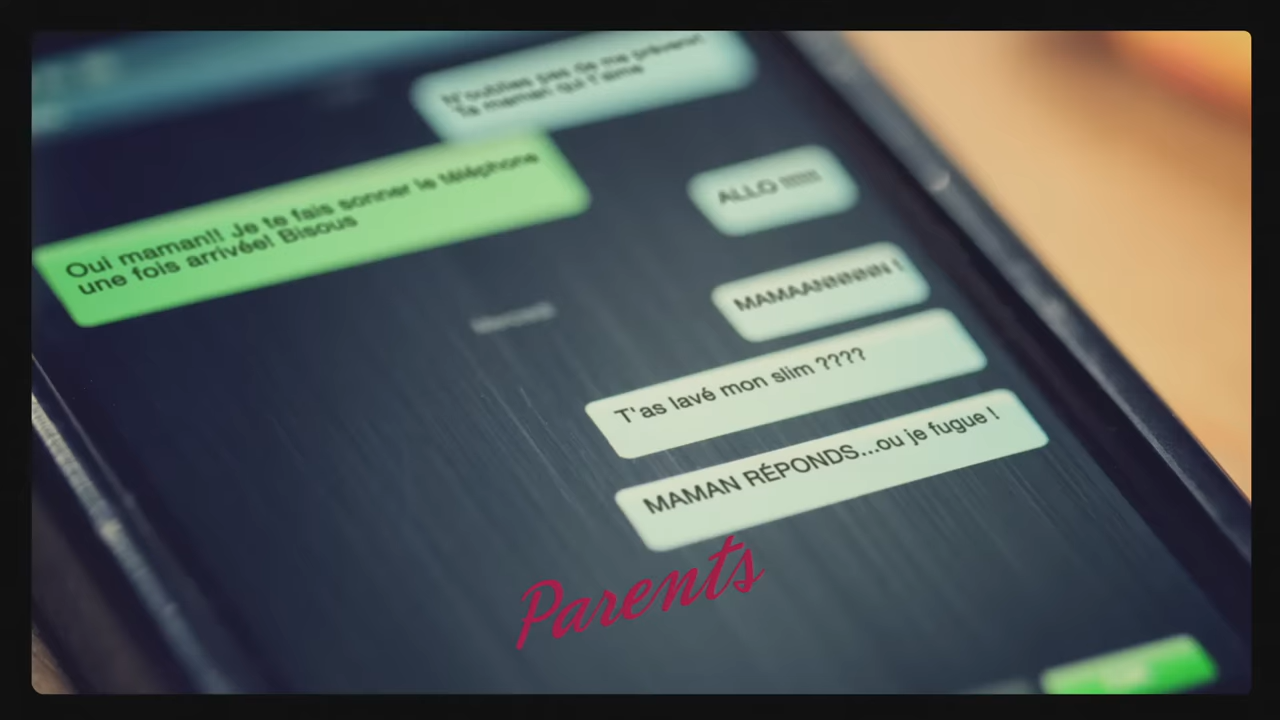 N'oublies pas de me prévenir
Ta maman qui t'aime
Oui maman!! Je te fais sonner le téléphone
une fois arrivée! Bisous
ALLO !!!!!!!
MAMAANNNNN !
T'as lavé mon slim ????
MAMAN RÉPONDS...ou je fugue !
Parents